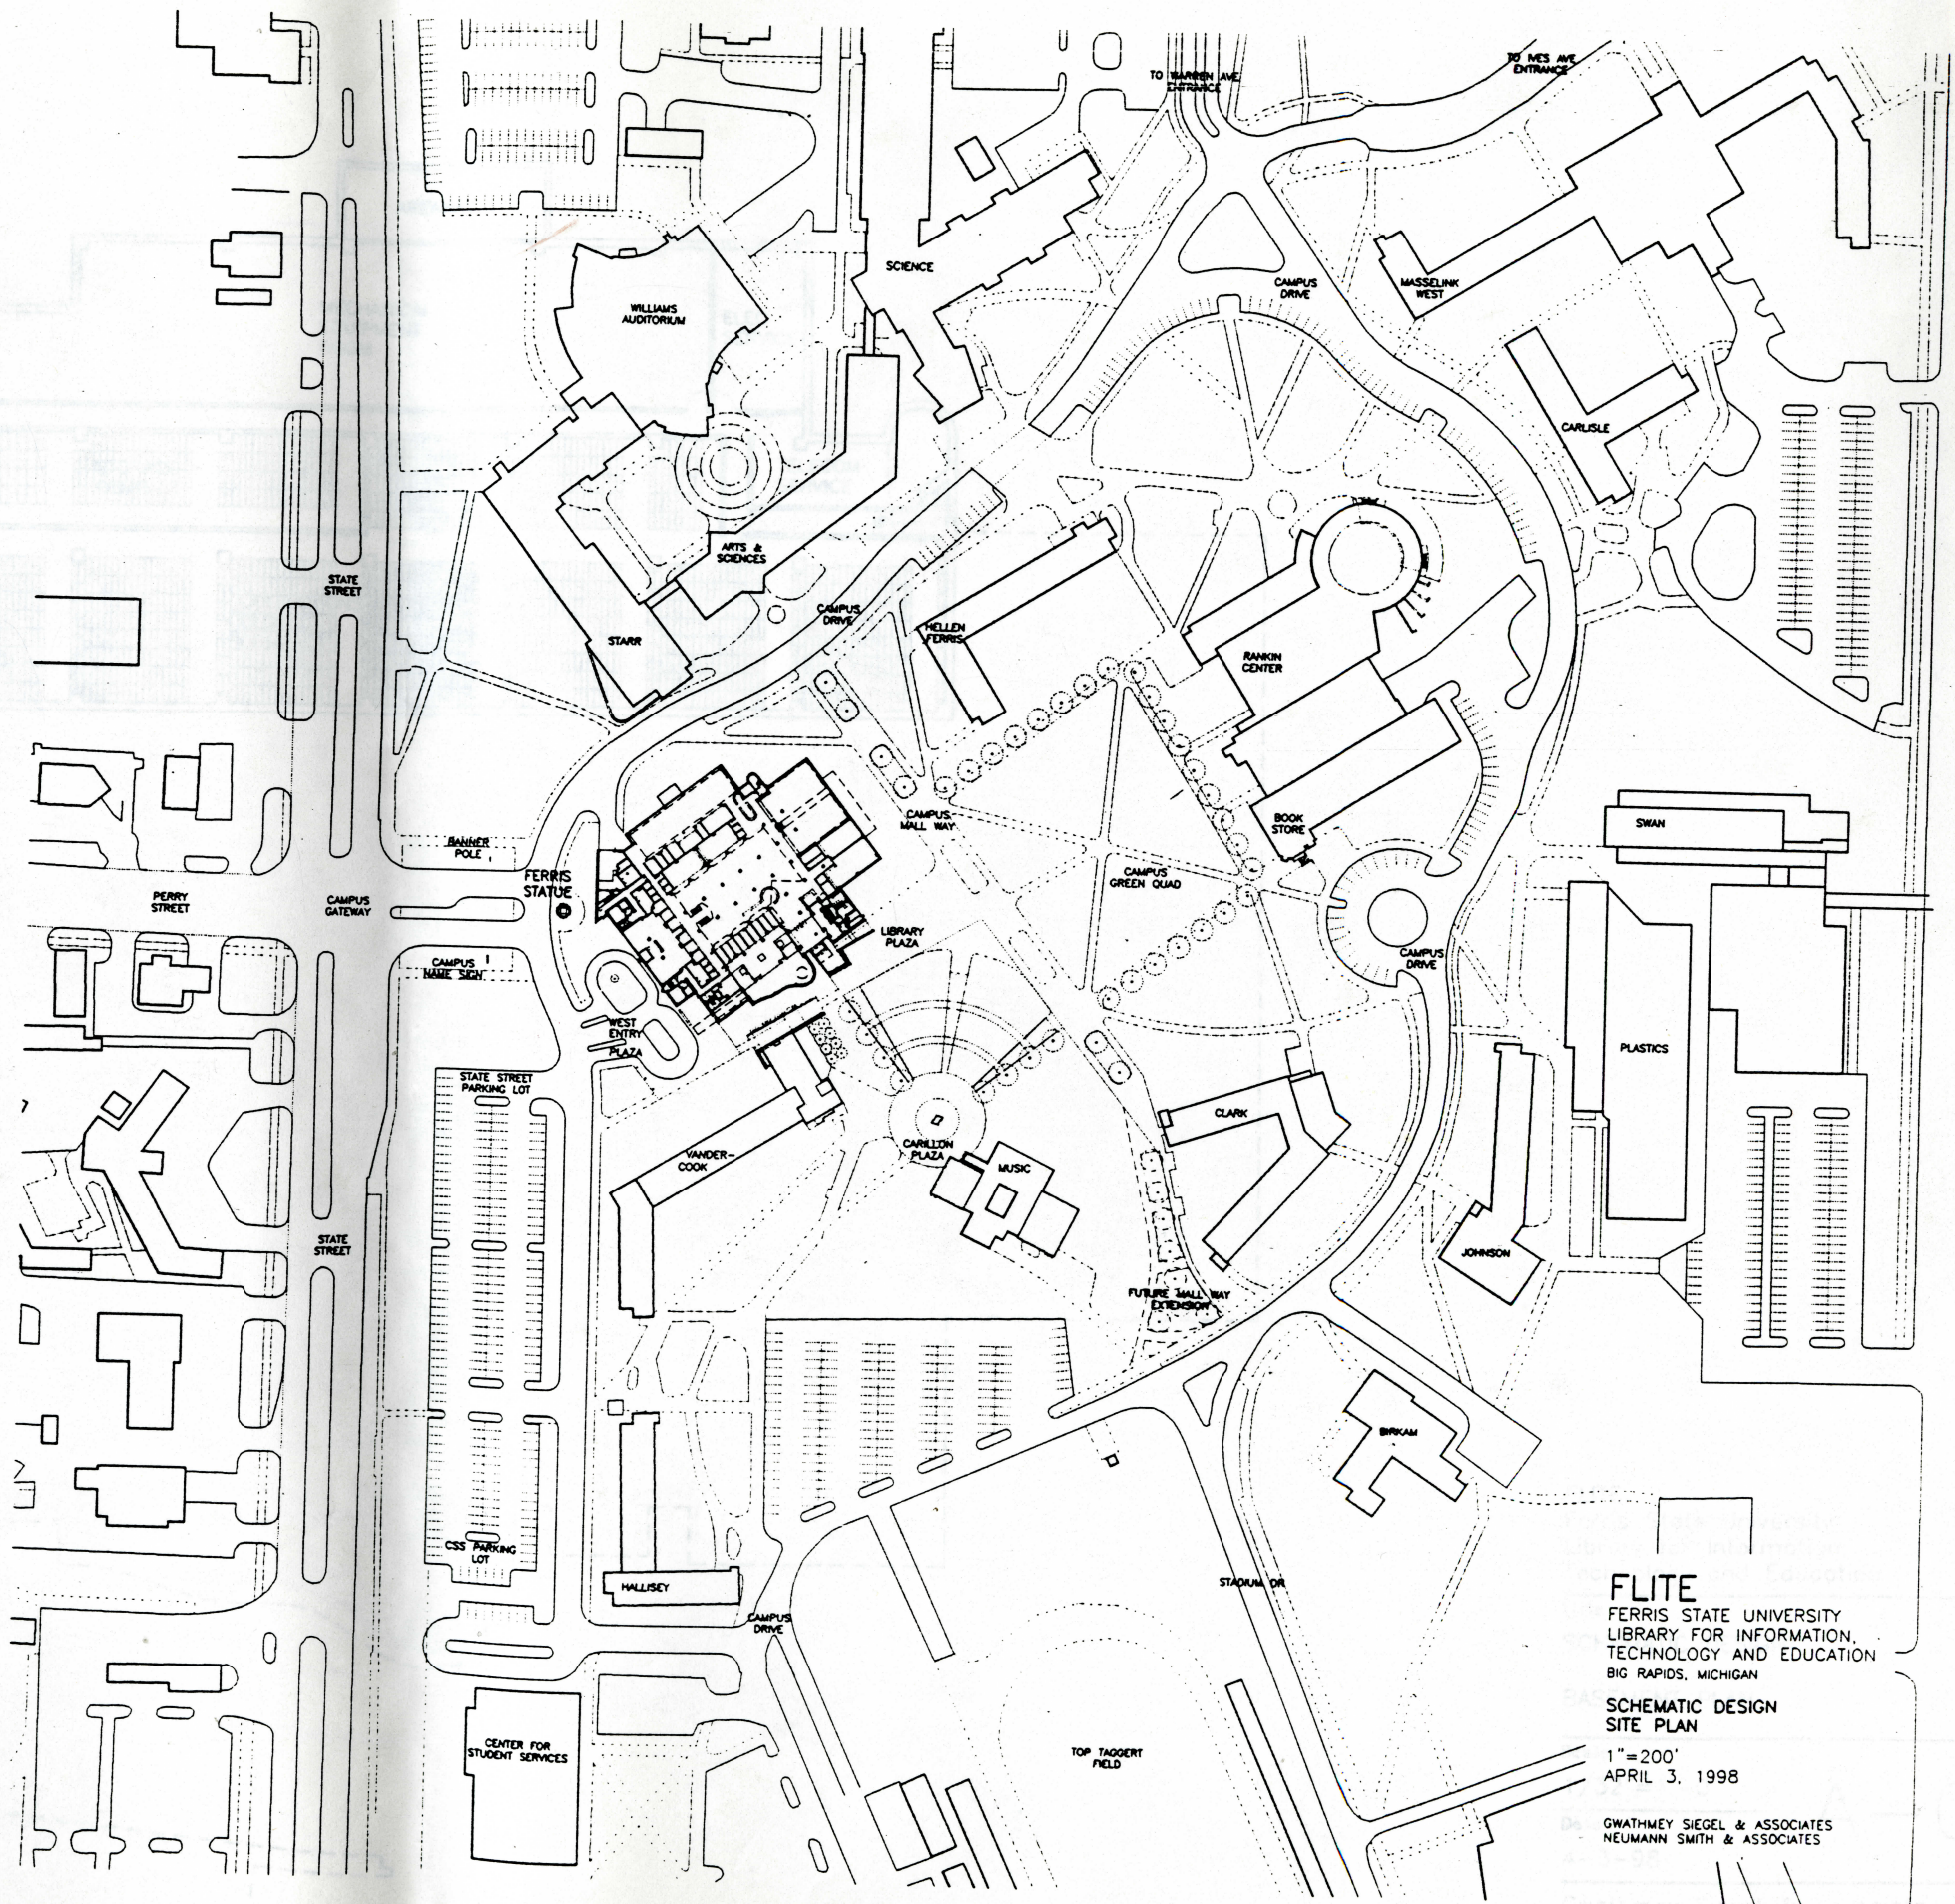 TO WARREN AVE
ENTRANCE
TO IVES AVE
ENTRANCE
SCIENCE
WILLIAMS
AUDITORIUM
CAMPUS
DRIVE
MASSELINK
WEST
CARLISLE
ARTS &
SCIENCES
STATE
STREET
CAMPUS
DRIVE
HELLEN
FERRIS
STARR
RANKIN
CENTER
CAMPUS
MALL WAY
BOOK
STORE
SWAN
BANNER
POLE
FERRIS
STATUE
CAMPUS
GREEN QUAD
PERRY
STREET
CAMPUS
GATEWAY
LIBRARY
PLAZA
CAMPUS
NAME SIGN
CAMPUS
DRIVE
WEST
ENTRY
PLAZA
PLASTICS
STATE STREET
PARKING LOT
CLARK
CARILLON
PLAZA
VANDER-
COOK
MUSIC
STATE
STREET
JOHNSON
FUTURE MALL WAY
EXTENSION
BIRKAM
CSS PARKING
LOT
HALLISEY
STADIUM DR
CAMPUS
DRIVE
CENTER FOR
STUDENT SERVICES
TOP TAGGERT
FIELD
FLITE
FERRIS STATE UNIVERSITY
LIBRARY FOR INFORMATION,
TECHNOLOGY AND EDUCATION
BIG RAPIDS, MICHIGAN
SCHEMATIC DESIGN
SITE PLAN
1"=200'
APRIL 3, 1998
GWATHMEY SIEGEL & ASSOCIATES
NEUMANN SMITH & ASSOCIATES